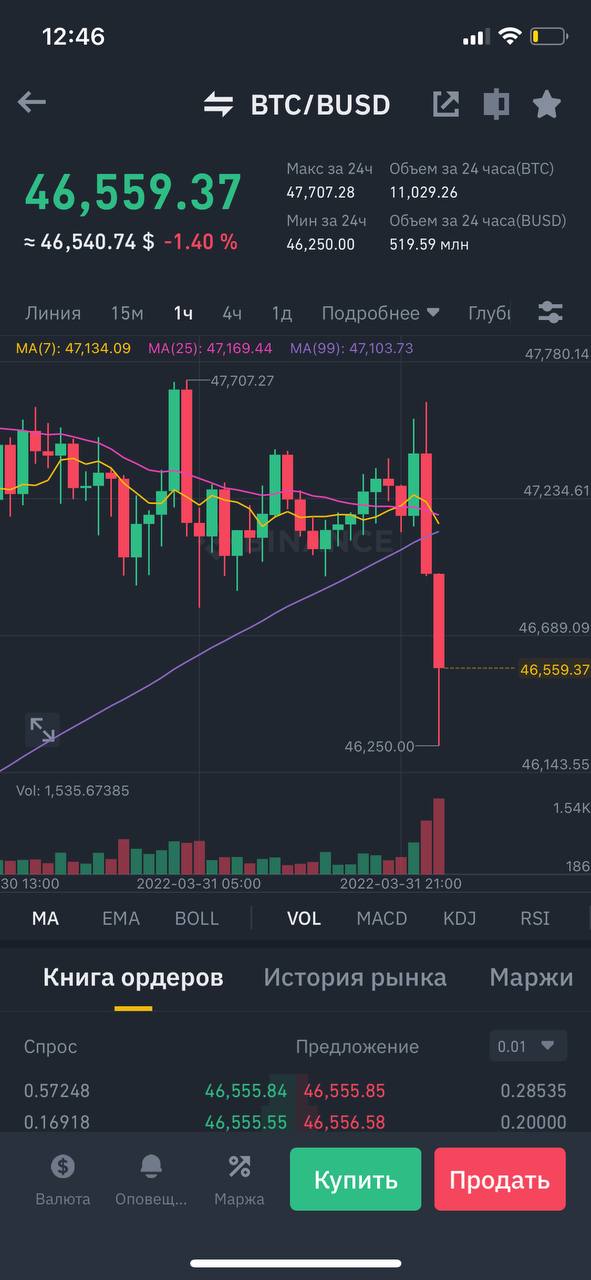 12:46
BTC/BUSD
46,559.37
≈ 46,540.74 $ -1.40 %
Макс за 24ч Объем за 24 часа(BTC)
47,707.28 11,029.26
Мин за 24ч Объем за 24 часа(BUSD)
46,250.00 519.59 млн
Линия 15м 1ч 4ч 1д Подробнее Глуби
MA(7): 47,134.09 MA(25): 47,169.44 MA(99): 47,103.73
47,780.14
47,707.27
47,234.61
BINANCE
46,689.09
46,559.37
46,250.00
46,143.55
Vol: 1,535.67385
1.54K
186
30 13:00 2022-03-31 05:00 2022-03-31 21:00
MA EMA BOLL VOL MACD KDJ RSI
Книга ордеров История рынка Маржи
Спрос Предложение 0.01
0.57248 46,555.84 46,555.85 0.28535
0.16918 46,555.55 46,556.58 0.20000
Валюта Оповещ... Маржа Купить Продать